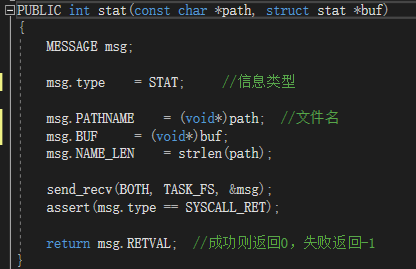 PUBLIC int stat(const char *path, struct stat *buf)
{
MESSAGE msg;
msg.type = STAT; //信息类型
msg.PATHNAME = (void*)path; //文件名
msg.BUF = (void*)buf;
msg.NAME_LEN = strlen(path);
send_recv(BOTH, TASK_FS, &msg);
assert(msg.type == SYSCALL_RET);
return msg.RETVAL; //成功则返回0，失败返回-1
}